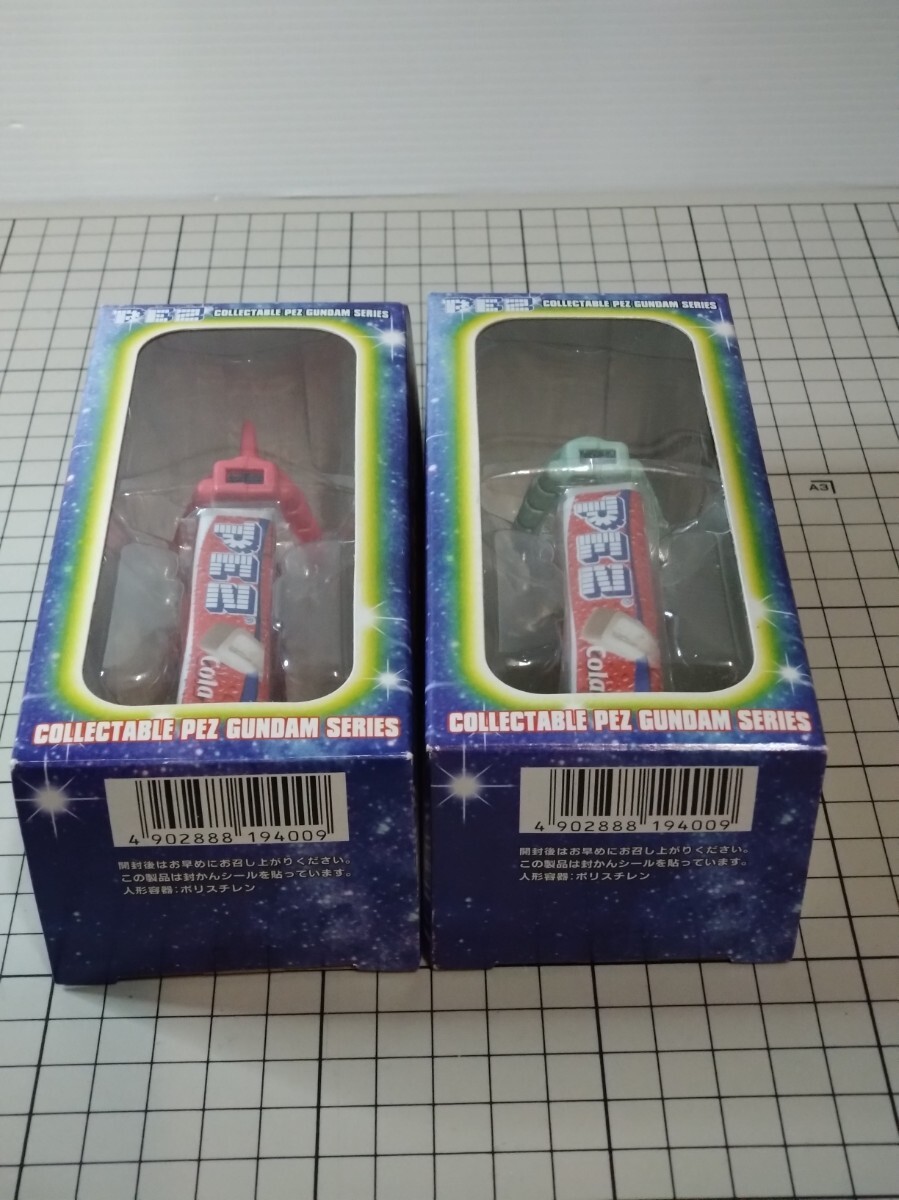 PEZ COLLECTABLE PEZ GUNDAM SERIES
PEZ
Cola
COLLECTABLE PEZ GUNDAM SERIES
4 902888 194009
開封後はお早めにお召し上がりください。
この製品は封かんシールを貼っています。
人形容器:ポリスチレン
PEZ COLLECTABLE PEZ GUNDAM SERIES
PEZ
Cola
COLLECTABLE PEZ GUNDAM SERIES
4 902888 194009
開封後はお早めにお召し上がりください。
この製品は封かんシールを貼っています。
人形容器:ポリスチレン
A3